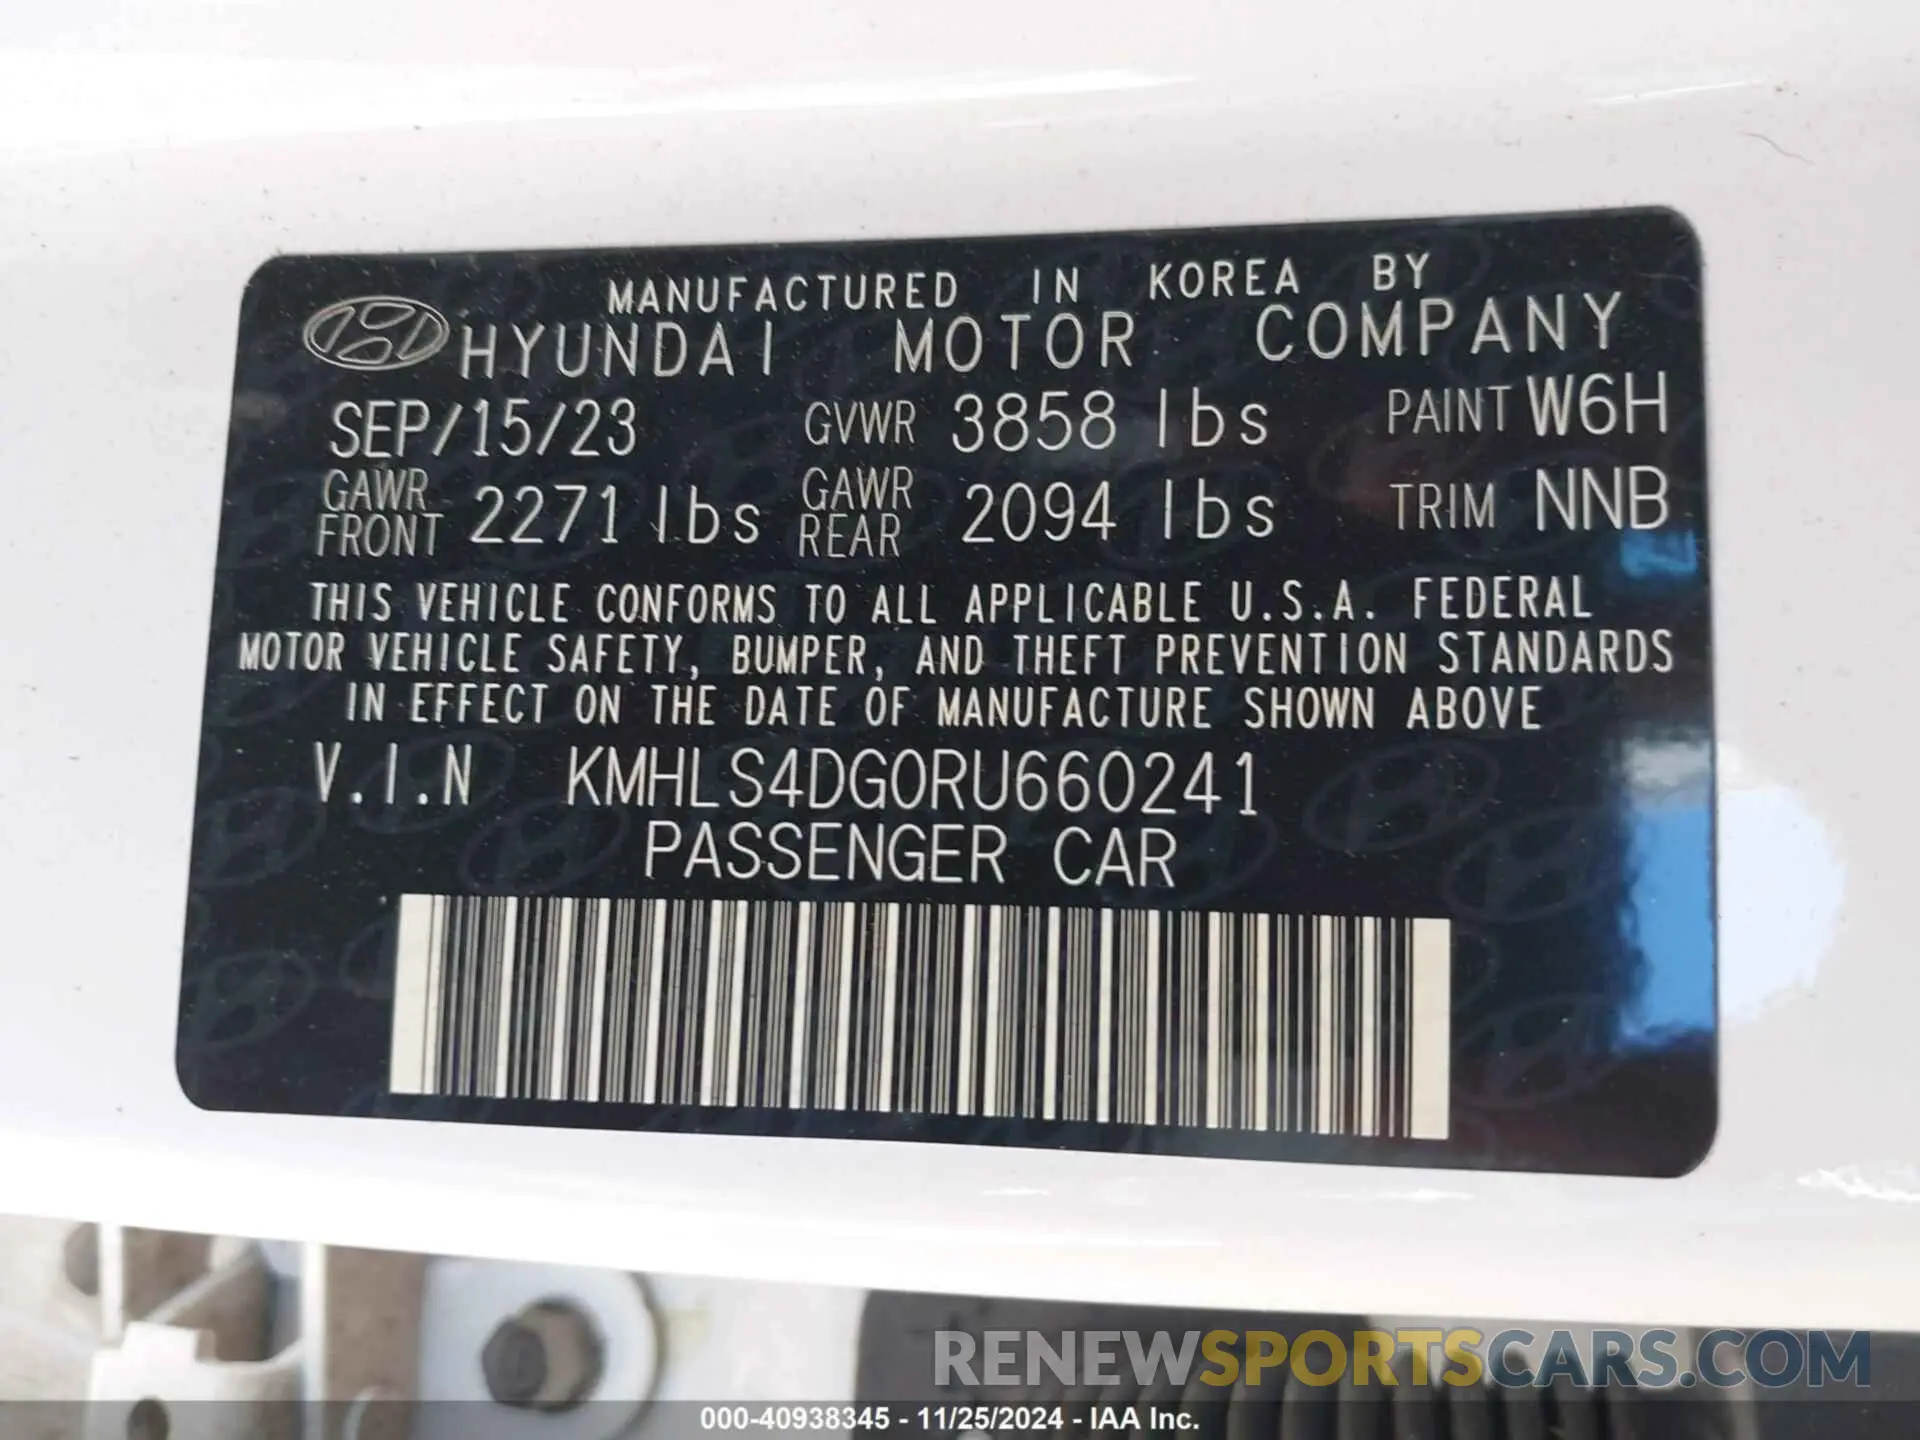 MANUFACTURED IN KOREA BY
HYUNDAI MOTOR COMPANY
SEP/15/23 GVWR 3858 lbs PAINT W6H
GAWR FRONT 2271 lbs GAWR REAR 2094 lbs TRIM NNB
THIS VEHICLE CONFORMS TO ALL APPLICABLE U.S.A. FEDERAL
MOTOR VEHICLE SAFETY, BUMPER, AND THEFT PREVENTION STANDARDS
IN EFFECT ON THE DATE OF MANUFACTURE SHOWN ABOVE
V.I.N KMHLS4DG0RU660241
PASSENGER CAR
RENEWSPORTSCARS.COM
000-40938345 - 11/25/2024 - IAA Inc.